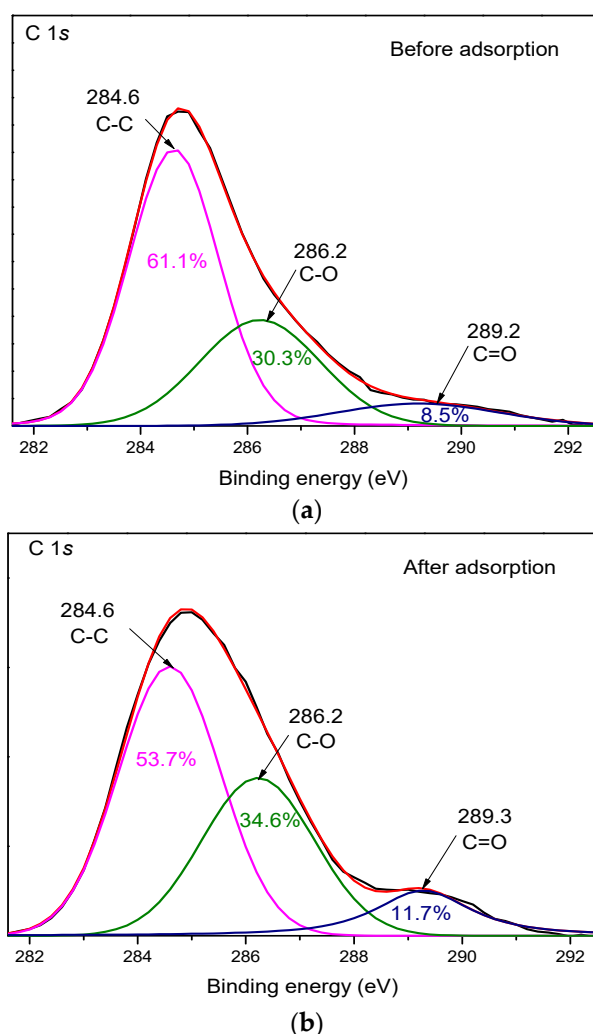 C 1s
Before adsorption
284.6
C-C
286.2
C-O
61.1%
289.2
C=O
30.3%
8.5%
282 284 286 288 290 292
Binding energy (eV)
(a)
C 1s
After adsorption
284.6
C-C
286.2
C-O
53.7%
289.3
C=O
34.6%
11.7%
282 284 286 288 290 292
Binding energy (eV)
(b)